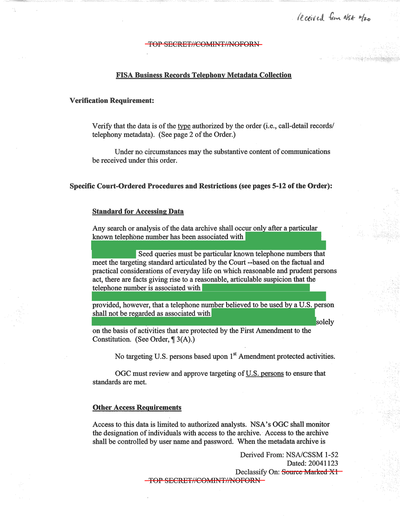 received from NSA
TOP SECRET//COMINT//NOFORN
FISA Business Records Telephony Metadata Collection
Verification Requirement:
Verify that the data is of the type authorized by the order (i.e., call-detail records/
telephony metadata). (See page 2 of the Order.)
Under no circumstances may the substantive content of communications
be received under this order.
Specific Court-Ordered Procedures and Restrictions (see pages 5-12 of the Order):
Standard for Accessing Data
Any search or analysis of the data archive shall occur only after a particular
known telephone number has been associated with
Seed queries must be particular known telephone numbers that
meet the targeting standard articulated by the Court --based on the factual and
practical considerations of everyday life on which reasonable and prudent persons
act, there are facts giving rise to a reasonable, articulable suspicion that the
telephone number is associated with
provided, however, that a telephone number believed to be used by a U.S. person
shall not be regarded as associated with
solely
on the basis of activities that are protected by the First Amendment to the
Constitution. (See Order, ¶ 3(A).)
No targeting U.S. persons based upon 1st Amendment protected activities.
OGC must review and approve targeting of U.S. persons to ensure that
standards are met.
Other Access Requirements
Access to this data is limited to authorized analysts. NSA's OGC shall monitor
the designation of individuals with access to the archive. Access to the archive
shall be controlled by user name and password. When the metadata archive is
Derived From: NSA/CSSM 1-52
Dated: 20041123
Declassify On: Source Marked X1
TOP SECRET//COMINT//NOFORN